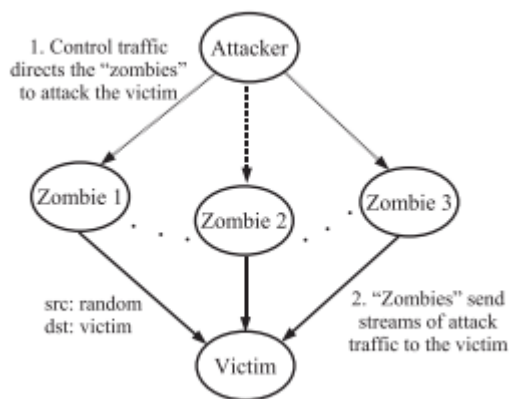 1. Control traffic
directs the “zombies”
to attack the victim
Attacker
Zombie 1
Zombie 2
Zombie 3
src: random
dst: victim
2. “Zombies” send
streams of attack
traffic to the victim
Victim